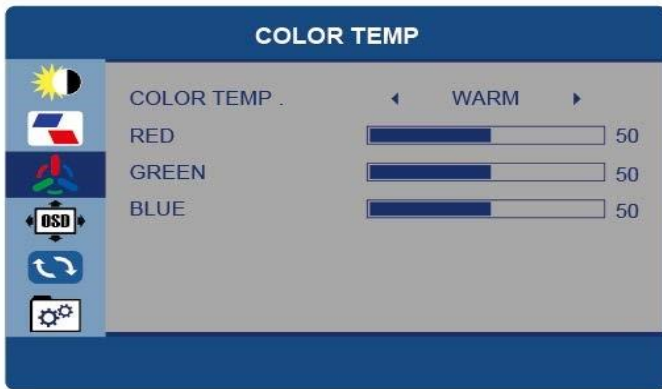 COLOR TEMP
COLOR TEMP . WARM
RED 50
GREEN 50
BLUE 50
OSD